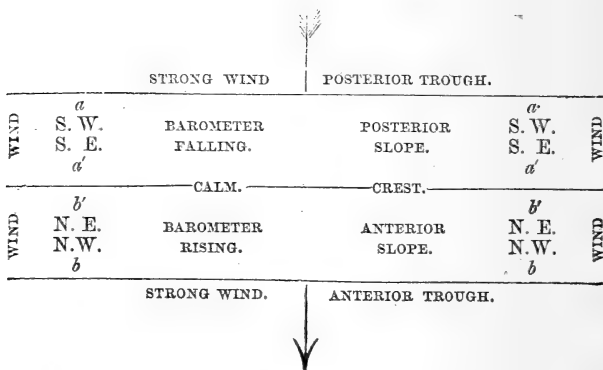 STRONG WIND POSTERIOR TROUGH.
a a
WIND S. W. BAROMETER POSTERIOR S. W. WIND
S. E. FALLING. SLOPE. S. E.
a' a'
CALM. CREST.
b' b'
WIND N. E. BAROMETER ANTERIOR N. E. WIND
N.W. RISING. SLOPE. N.W.
b b
STRONG WIND. ANTERIOR TROUGH.